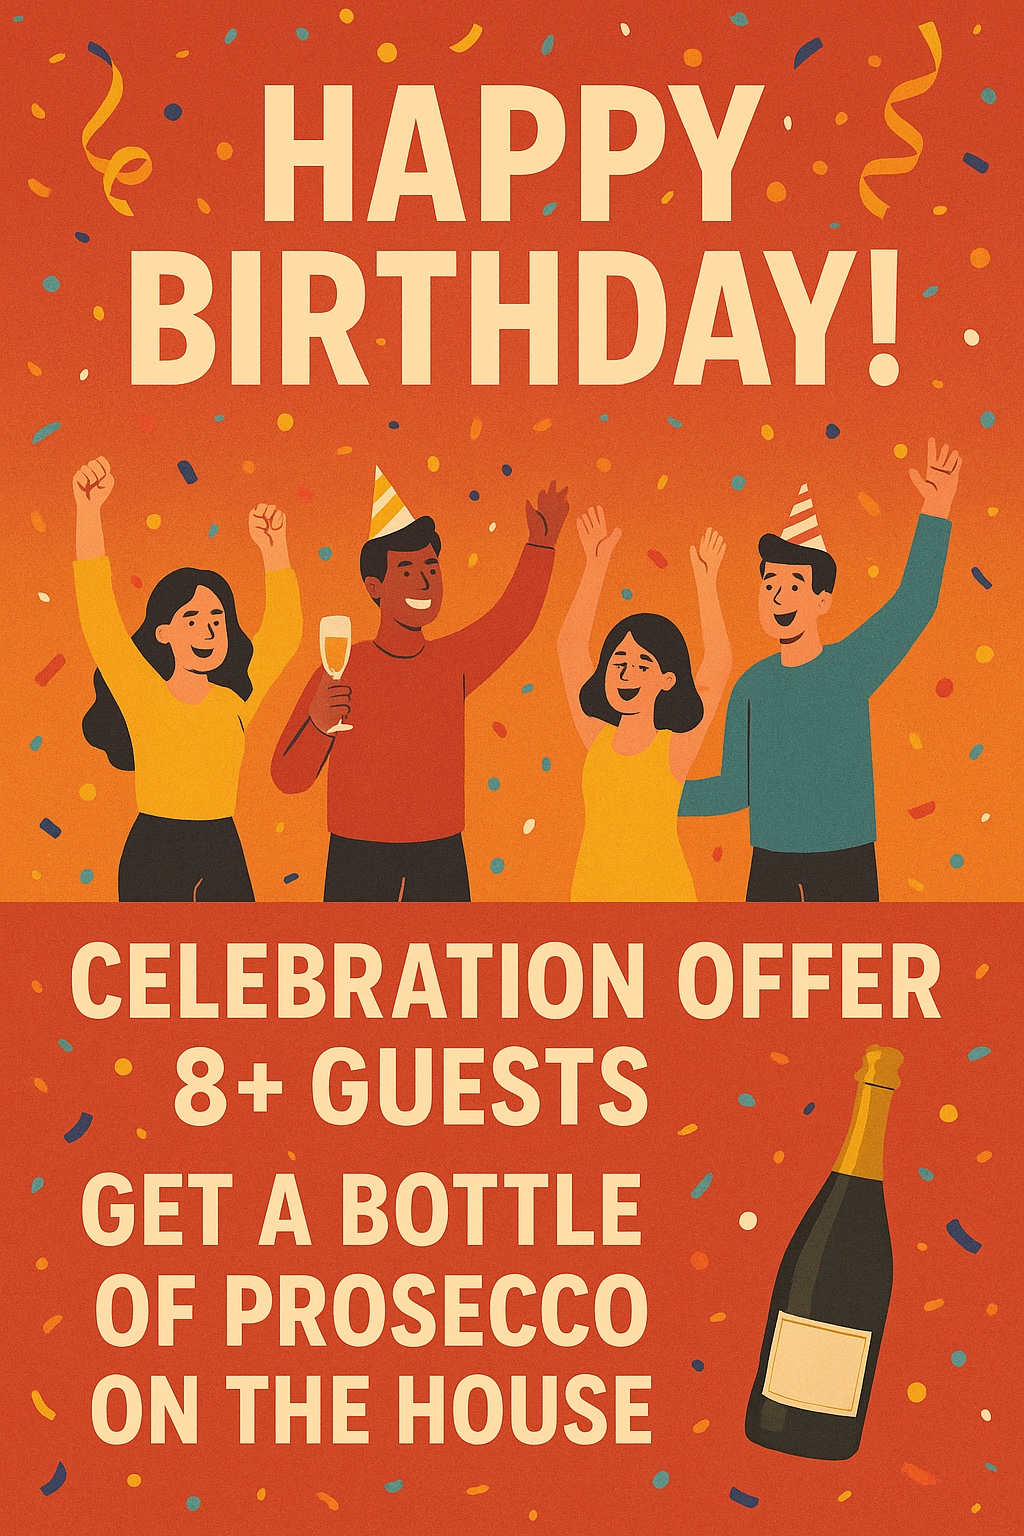 HAPPY
BIRTHDAY!
CELEBRATION OFFER
8+ GUESTS
GET A BOTTLE
OF PROSECCO
ON THE HOUSE